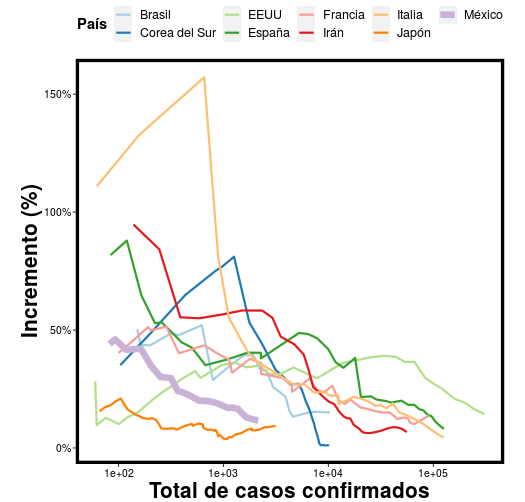 País
Brasil EEUU Francia Italia México
Corea del Sur España Irán Japón
Incremento (%)
150%
100%
50%
0%
1e+02 1e+03 1e+04 1e+05
Total de casos confirmados